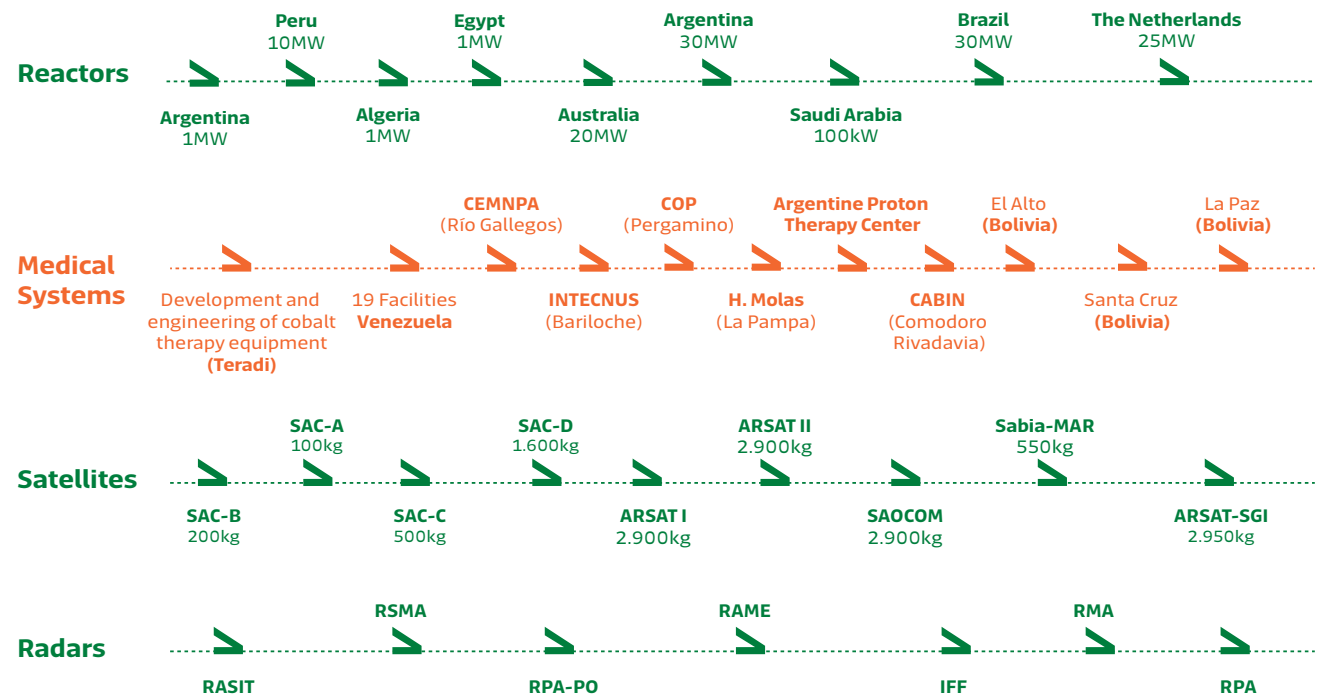 Reactors
Peru
10MW
Egypt
1MW
Argentina
30MW
Brazil
30MW
The Netherlands
25MW
Argentina
1MW
Algeria
1MW
Australia
20MW
Saudi Arabia
100kW
Medical
Systems
CEMNPA
(Río Gallegos)
COP
(Pergamino)
Argentine Proton
Therapy Center
El Alto
(Bolivia)
La Paz
(Bolivia)
Development and
engineering of cobalt
therapy equipment
(Teradi)
19 Facilities
Venezuela
INTECNUS
(Bariloche)
H. Molas
(La Pampa)
CABIN
(Comodoro
Rivadavia)
Santa Cruz
(Bolivia)
Satellites
SAC-A
100kg
SAC-D
1.600kg
ARSAT II
2.900kg
Sabia-MAR
550kg
SAC-B
200kg
SAC-C
500kg
ARSAT I
2.900kg
SAOCOM
2.900kg
ARSAT-SGI
2.950kg
Radars
RSMA
RAME
RMA
RASIT
RPA-PO
IFF
RPA